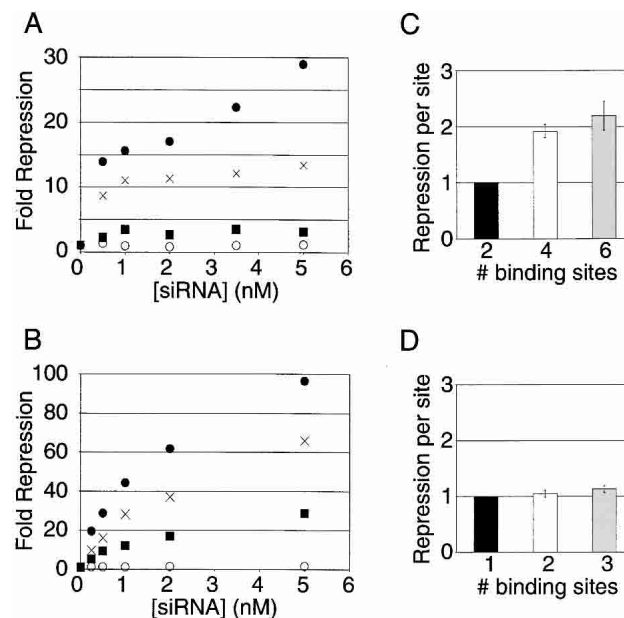 A
30
20
10
0
Fold Repression
0 1 2 3 4 5 6
[siRNA] (nM)
C
3
2
1
0
Repression per site
2 4 6
# binding sites
B
100
80
60
40
20
0
Fold Repression
0 1 2 3 4 5 6
[siRNA] (nM)
D
3
2
1
0
Repression per site
1 2 3
# binding sites